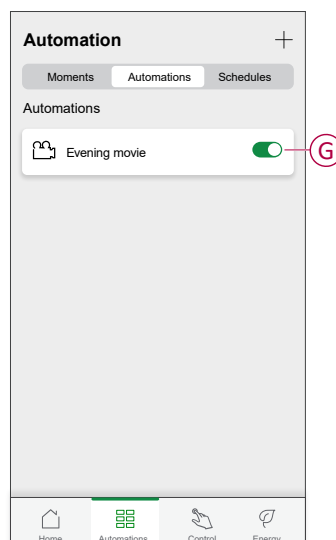 Automation
Moments Automations Schedules
Automations
Evening movie
G
Home Automations Control Energy